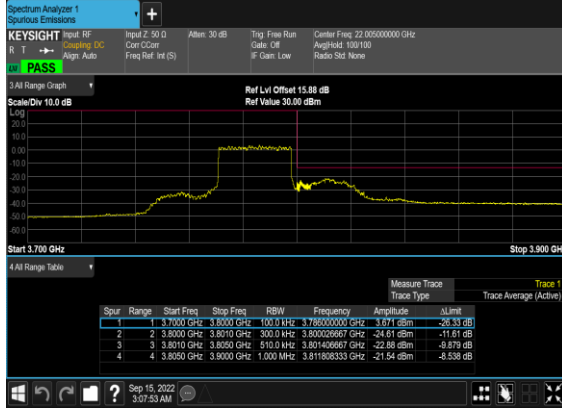 Spectrum Analyzer 1
Spurious Emissions
+
KEYSIGHT Input: RF Input Z: 50 Ω Atten: 30 dB Trig: Free Run Center Freq: 22.005000000 GHz
R T Coupling: DC Corr CCorr Gate: Off Avg|Hold: 100/100
Align: Auto Freq Ref: Int (S) IF Gain: Low Radio Std: None
PASS
3 All Range Graph
Ref Lvl Offset 15.88 dB
Scale/Div 10.0 dB Ref Value 30.00 dBm
Log
20.0
10.0
0.00
-10.0
-20.0
-30.0
-40.0
-50.0
-60.0
Start 3.700 GHz Stop 3.900 GH
4 All Range Table
Measure Trace Trace 1
Trace Type Trace Average (Active)
Spur Range Start Freq Stop Freq RBW Frequency Amplitude ΔLimit
1 1 3.7000 GHz 3.8000 GHz 100.0 kHz 3.786000000 GHz 3.671 dBm -26.33 dB
2 2 3.8000 GHz 3.8010 GHz 300.0 kHz 3.800026667 GHz -24.61 dBm -11.61 dB
3 3 3.8010 GHz 3.8050 GHz 510.0 kHz 3.801406667 GHz -22.88 dBm -9.879 dB
4 4 3.8050 GHz 3.9000 GHz 1.000 MHz 3.811808333 GHz -21.54 dBm -8.538 dB
? Sep 15, 2022
3:07:53 AM